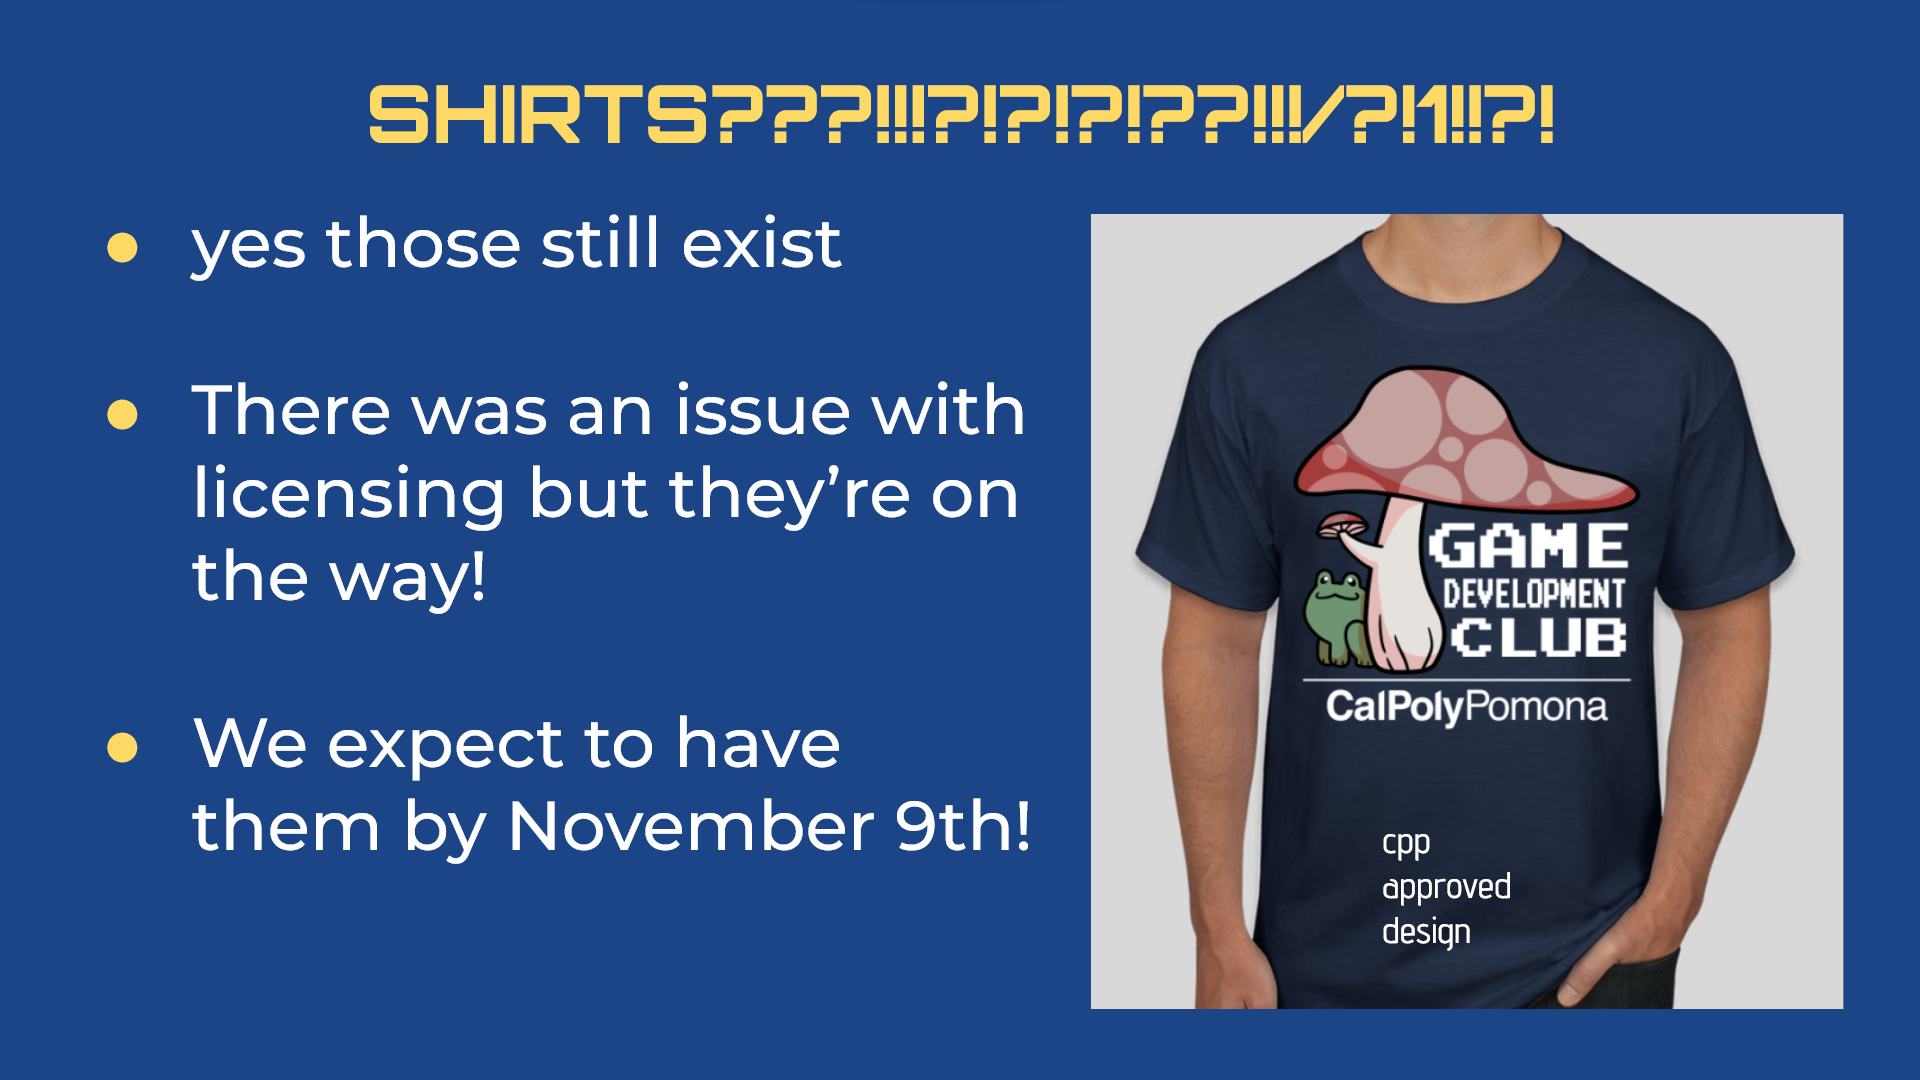 SHIRTS???!!!?!?!?!??!!!/?!1!!?!
yes those still exist
There was an issue with
licensing but they’re on
the way!
We expect to have
them by November 9th!
GAME
DEVELOPMENT
CLUB
CalPolyPomona
cpp
approved
design